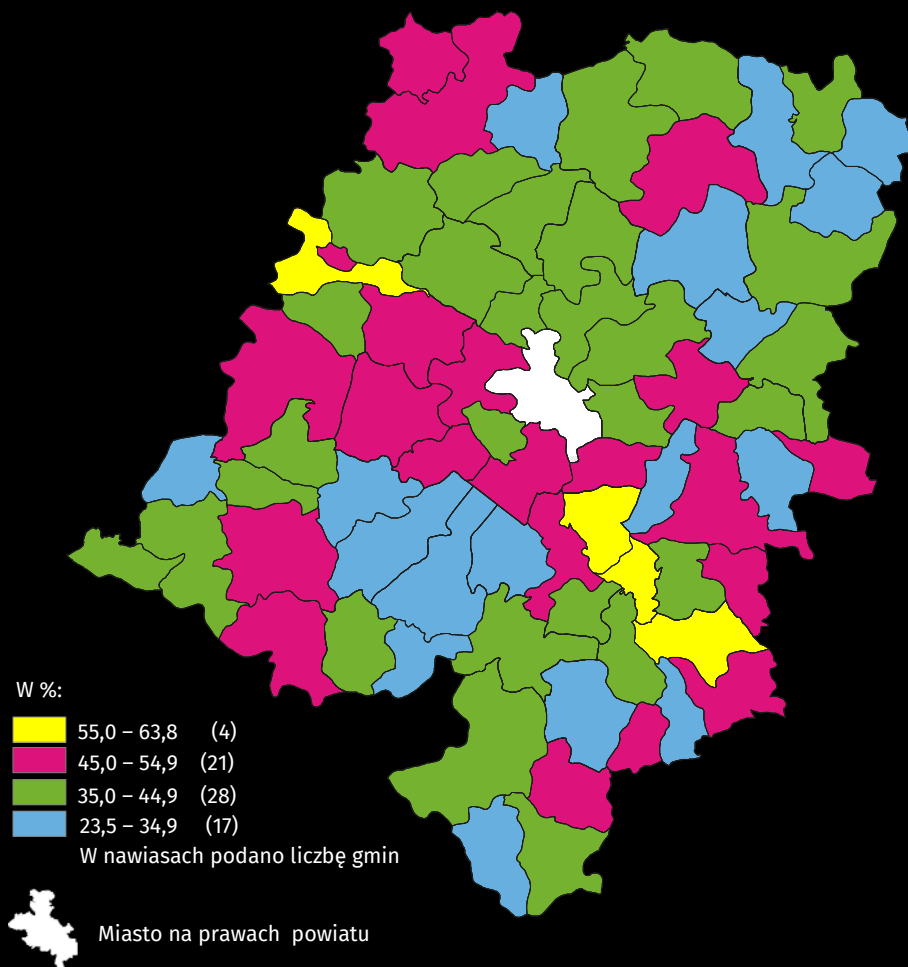 W %:
55,0 – 63,8 (4)
45,0 – 54,9 (21)
35,0 – 44,9 (28)
23,5 – 34,9 (17)
W nawiasach podano liczbę gmin
Miasto na prawach powiatu